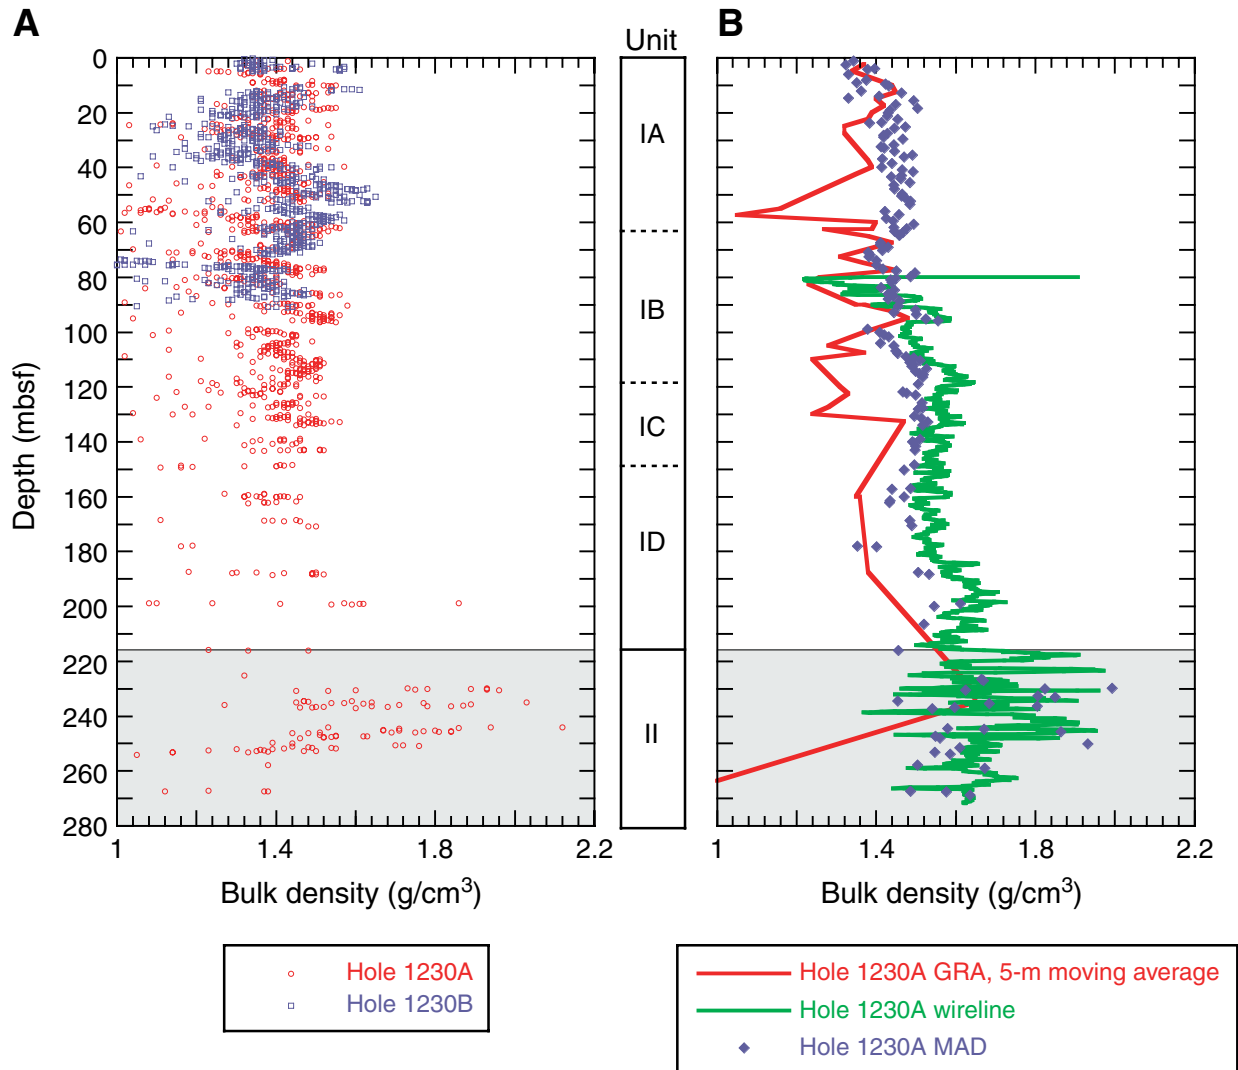 A
B
Unit
0
20
40
60
80
100
120
140
160
180
200
220
240
260
280
Depth (mbsf)
1
1.4
1.8
2.2
Bulk density (g/cm³)
IA
IB
IC
ID
II
1
1.4
1.8
2.2
Bulk density (g/cm³)
Hole 1230A
Hole 1230B
Hole 1230A GRA, 5-m moving average
Hole 1230A wireline
Hole 1230A MAD